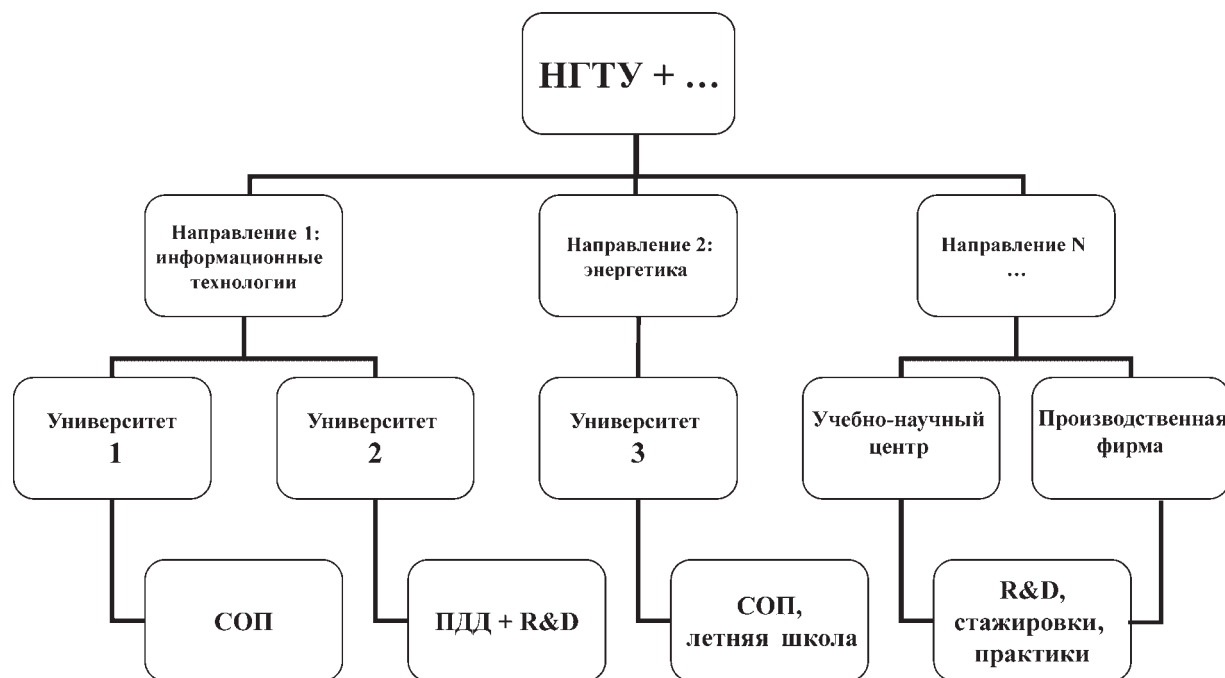 НГТУ + …
Направление 1:
информационные
технологии
Направление 2:
энергетика
Направление N
…
Университет
1
Университет
2
Университет
3
Учебно-научный
центр
Производственная
фирма
СОП
ПДД + R&D
СОП,
летняя школа
R&D,
стажировки,
практики